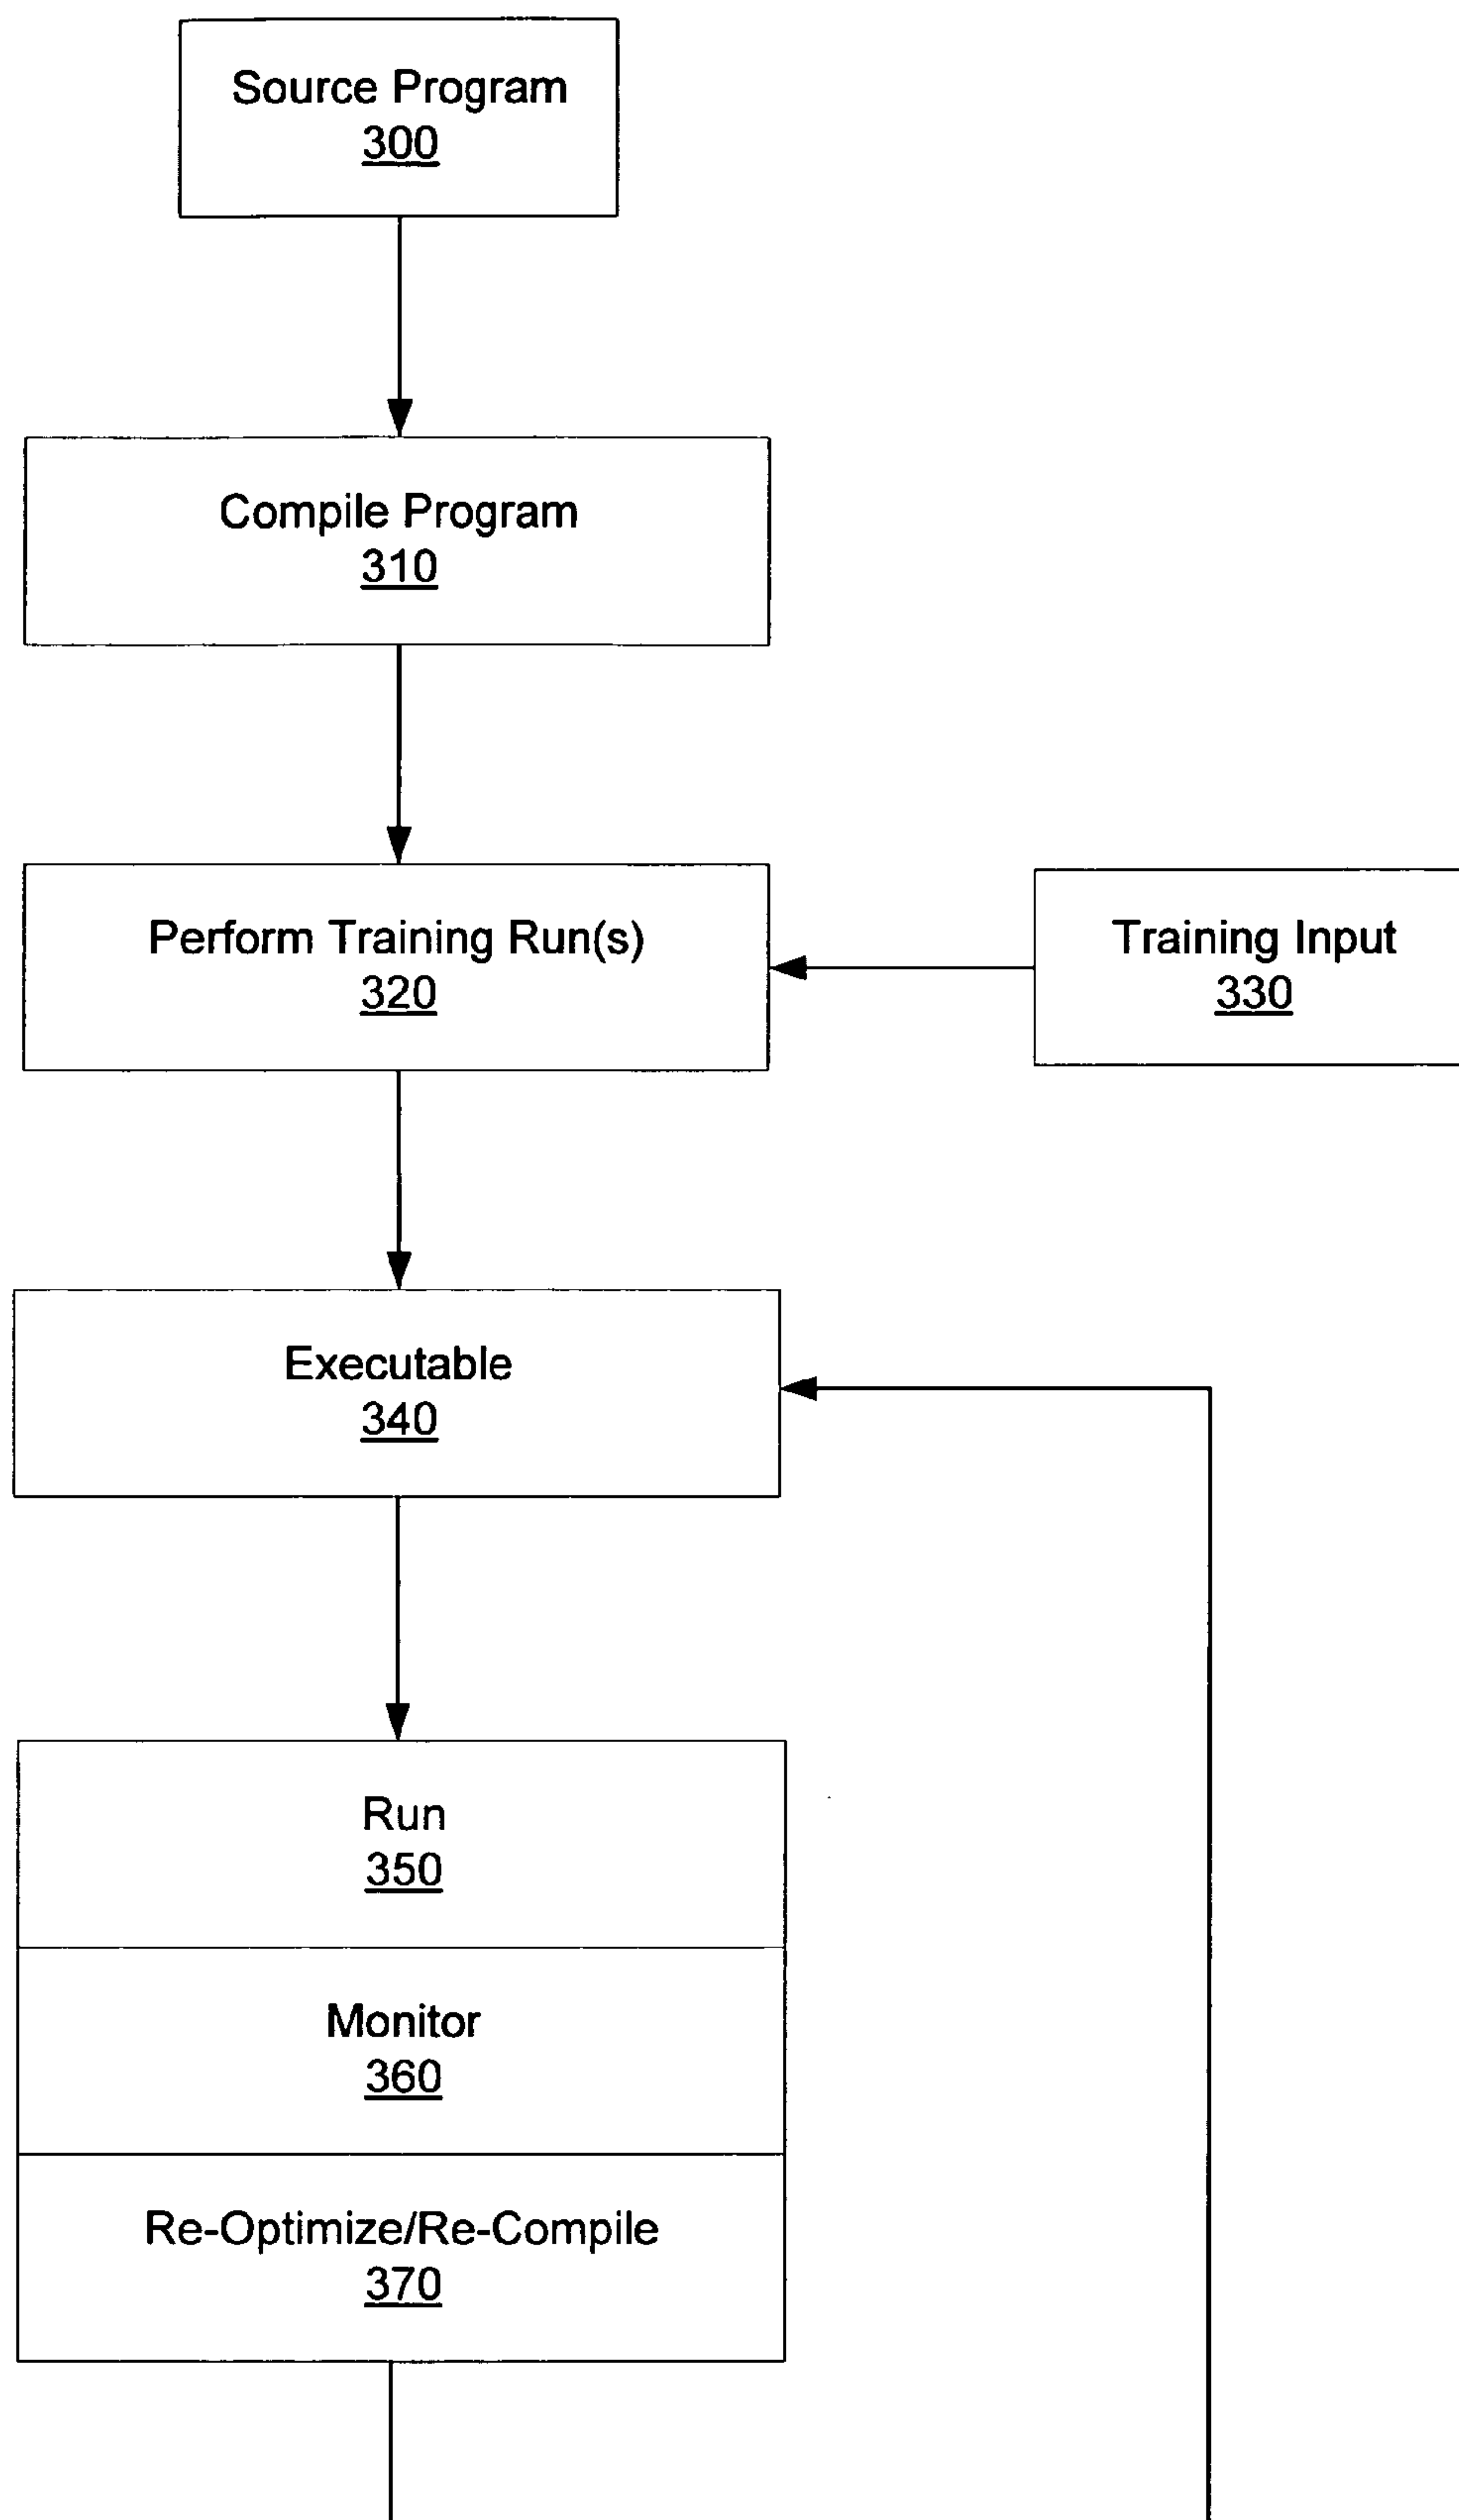 Source Program
300
Compile Program
310
Perform Training Run(s)
320
Training Input
330
Executable
340
Run
350
Monitor
360
Re-Optimize/Re-Compile
370